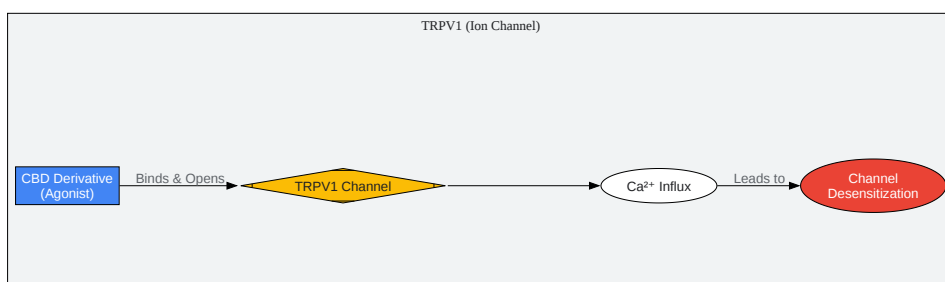 TRPV1 (Ion Channel)
CBD Derivative
(Agonist)
Binds & Opens
TRPV1 Channel
Ca²⁺ Influx
Leads to
Channel
Desensitization